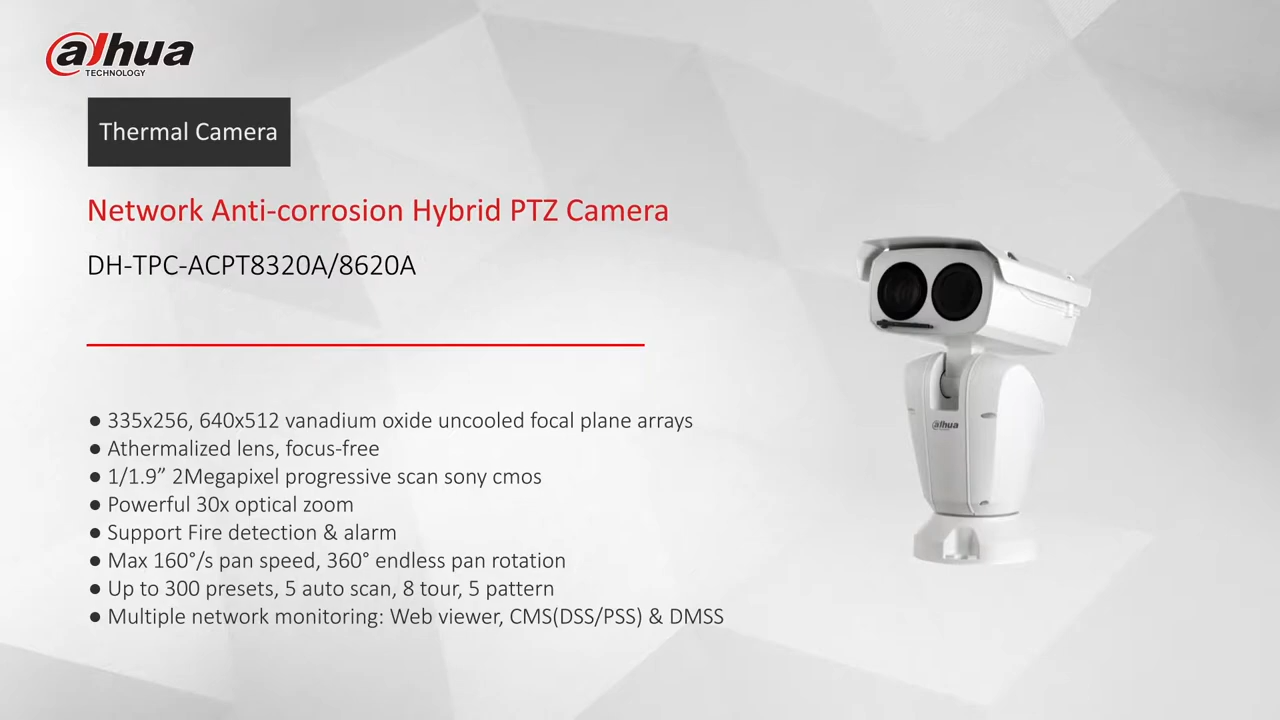 alhua
TECHNOLOGY
Thermal Camera
Network Anti-corrosion Hybrid PTZ Camera
DH-TPC-ACPT8320A/8620A
● 335x256, 640x512 vanadium oxide uncooled focal plane arrays
● Athermalized lens, focus-free
● 1/1.9” 2Megapixel progressive scan sony cmos
● Powerful 30x optical zoom
● Support Fire detection & alarm
● Max 160°/s pan speed, 360° endless pan rotation
● Up to 300 presets, 5 auto scan, 8 tour, 5 pattern
● Multiple network monitoring: Web viewer, CMS(DSS/PSS) & DMSS
alhua